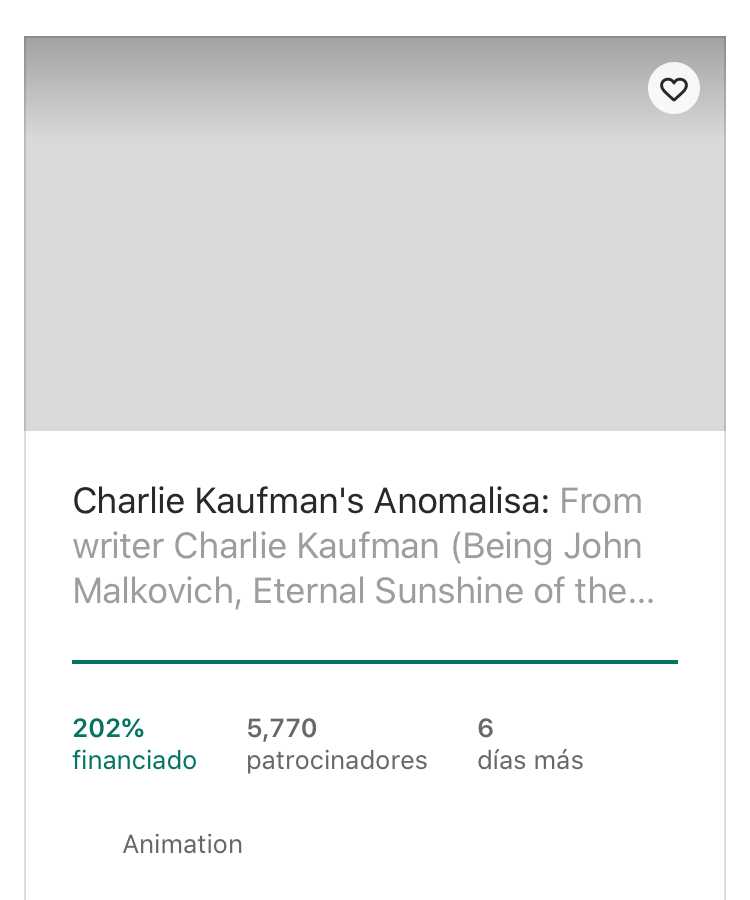 Charlie Kaufman's Anomalisa: From
writer Charlie Kaufman (Being John
Malkovich, Eternal Sunshine of the...
202%
financiado
5,770
patrocinadores
6
días más
Animation